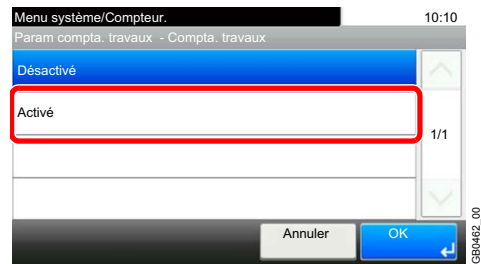 Menu système/Compteur.
10:10
Param compta. travaux - Compta. travaux
Désactivé
Activé
1/1
Annuler
OK
GB0462_00